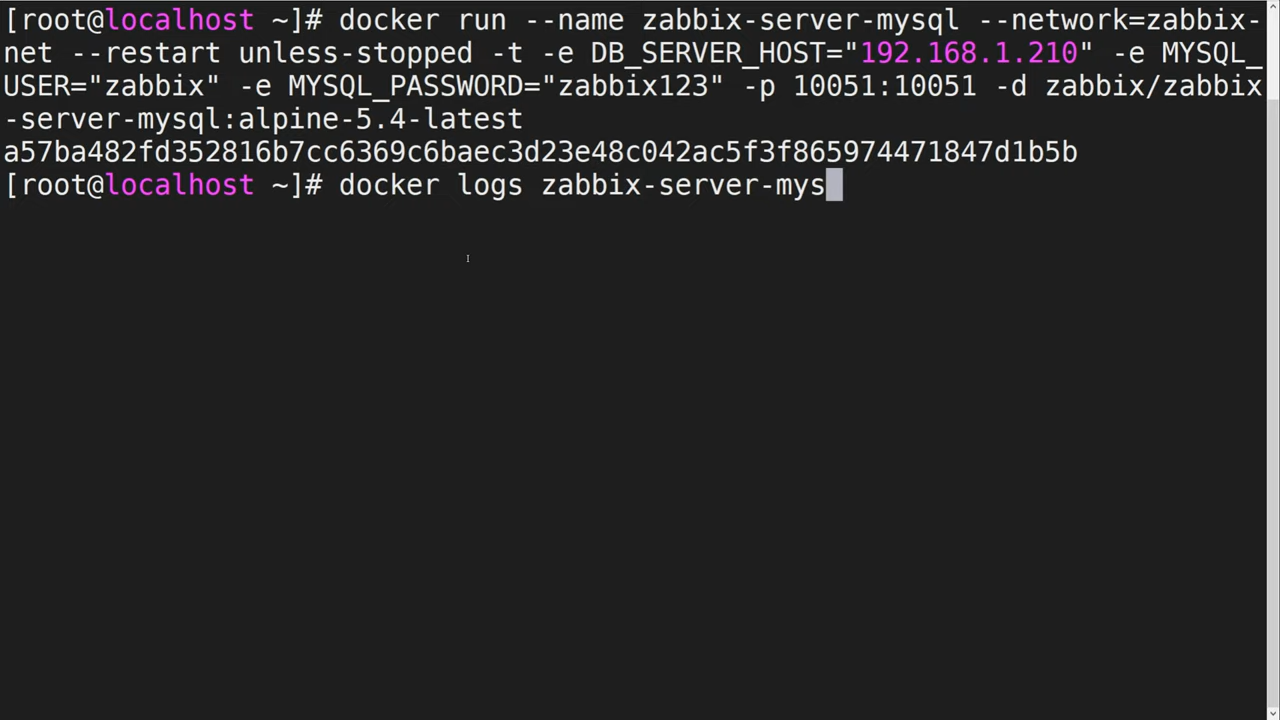 [root@localhost ~]# docker run --name zabbix-server-mysql --network=zabbix-
net --restart unless-stopped -t -e DB_SERVER_HOST="192.168.1.210" -e MYSQL_
USER="zabbix" -e MYSQL_PASSWORD="zabbix123" -p 10051:10051 -d zabbix/zabbix
-server-mysql:alpine-5.4-latest
a57ba482fd352816b7cc6369c6baec3d23e48c042ac5f3f865974471847d1b5b
[root@localhost ~]# docker logs zabbix-server-mys